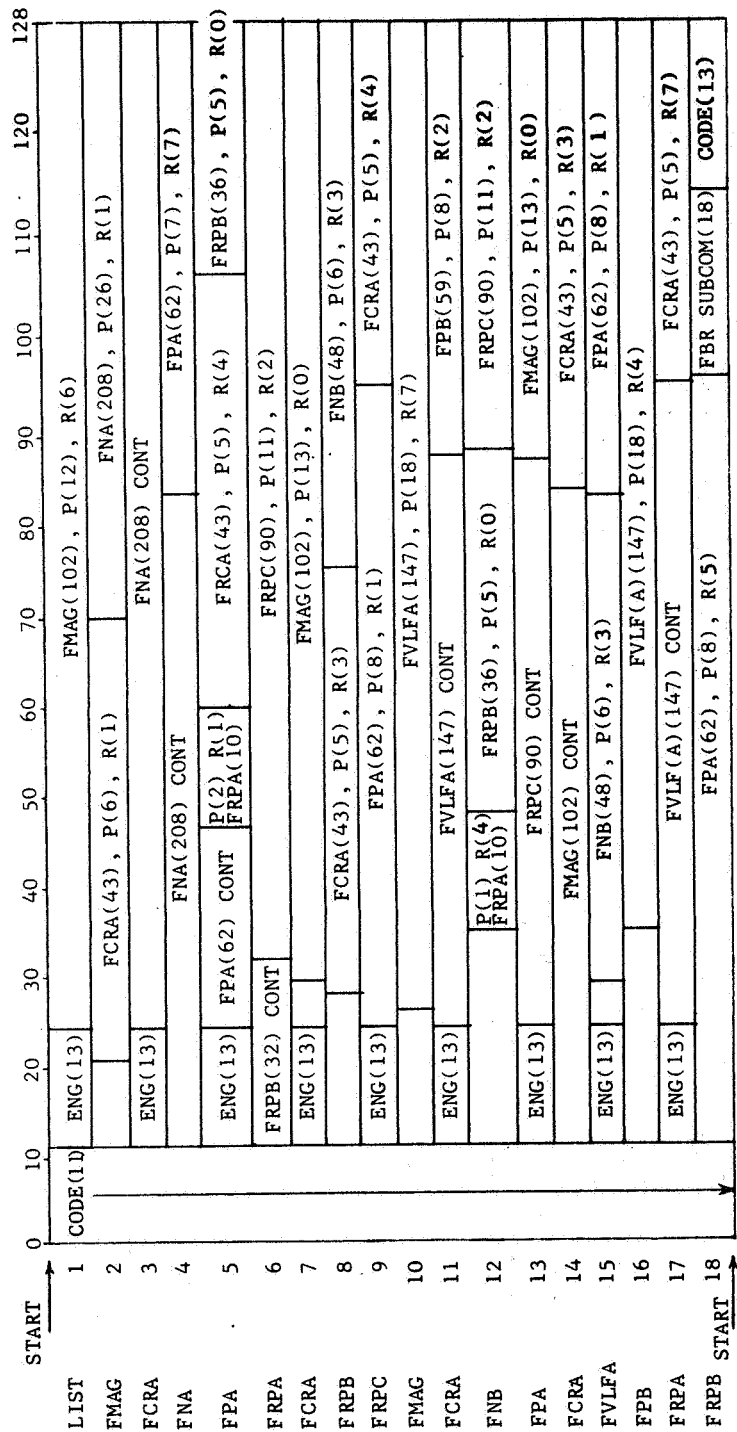 0 10 20 30 40 50 60 70 80 90 100 110 120 128
START
LIST 1 CODE(11) ENG(13) FMAG(102), P(12), R(6)
FMAG 2 FCRA(43), P(6), R(1) FNA(208), P(26), R(1)
FCRA 3 ENG(13) FNA(208) CONT
FNA 4 FNA(208) CONT FPA(62), P(7), R(7)
FPA 5 ENG(13) FPA(62) CONT P(2) R(1) FRPA(10) FRCA(43), P(5), R(4) FRPB(36), P(5), R(0)
FRPA 6 FRPB(32) CONT FRPC(90), P(11), R(2)
FCRA 7 ENG(13) FMAG(102), P(13), R(0)
FRPB 8 FCRA(43), P(5), R(3) FNB(48), P(6), R(3)
FRPC 9 ENG(13) FPA(62), P(8), R(1) FCRA(43), P(5), R(4)
FMAG 10 FVLFA(147), P(18), R(7)
FCRA 11 ENG(13) FVLFA(147) CONT FPB(59), P(8), R(2)
FNB 12 P(1) R(4) FRPA(10) FRPB(36), P(5), R(0) FRPC(90), P(11), R(2)
FPA 13 ENG(13) FRPC(90) CONT FMAG(102), P(13), R(0)
FCRA 14 FMAG(102) CONT FCRA(43), P(5), R(3)
FVLFA 15 ENG(13) FNB(48), P(6), R(3) FPA(62), P(8), R(1)
FPB 16 FVLF(A)(147), P(18), R(4)
FRPA 17 ENG(13) FVLF(A)(147) CONT FCRA(43), P(5), R(7)
FRPB 18 FPA(62), P(8), R(5) FBR SUBCOM(18) CODE(13)
START